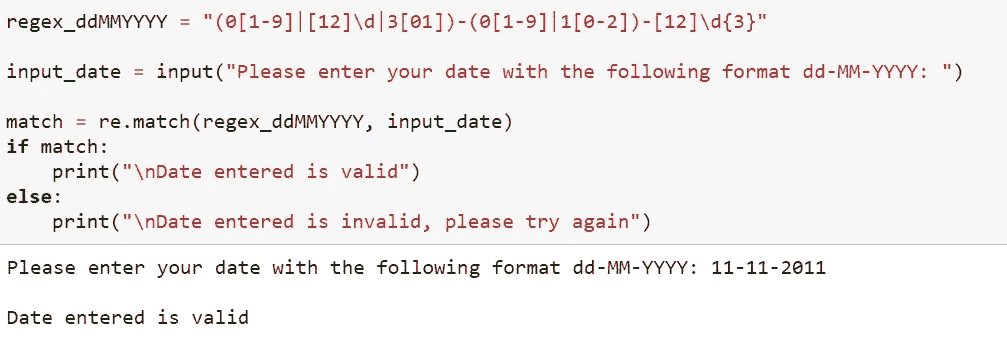 regex_ddMMYYYY = "(0[1-9]|[12]\d|3[01])-(0[1-9]|1[0-2])-[12]\d{3}"
input_date = input("Please enter your date with the following format dd-MM-YYYY: ")
match = re.match(regex_ddMMYYYY, input_date)
if match:
    print("\nDate entered is valid")
else:
    print("\nDate entered is invalid, please try again")
Please enter your date with the following format dd-MM-YYYY: 11-11-2011
Date entered is valid